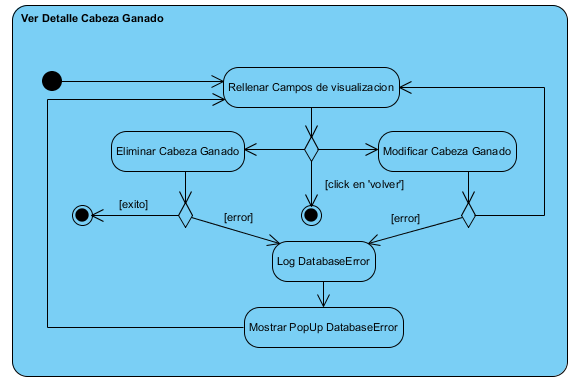 Ver Detalle Cabeza Ganado
Rellenar Campos de visualizacion
Eliminar Cabeza Ganado
Modificar Cabeza Ganado
[click en 'volver']
[exito]
[error]
[error]
Log DatabaseError
Mostrar PopUp DatabaseError